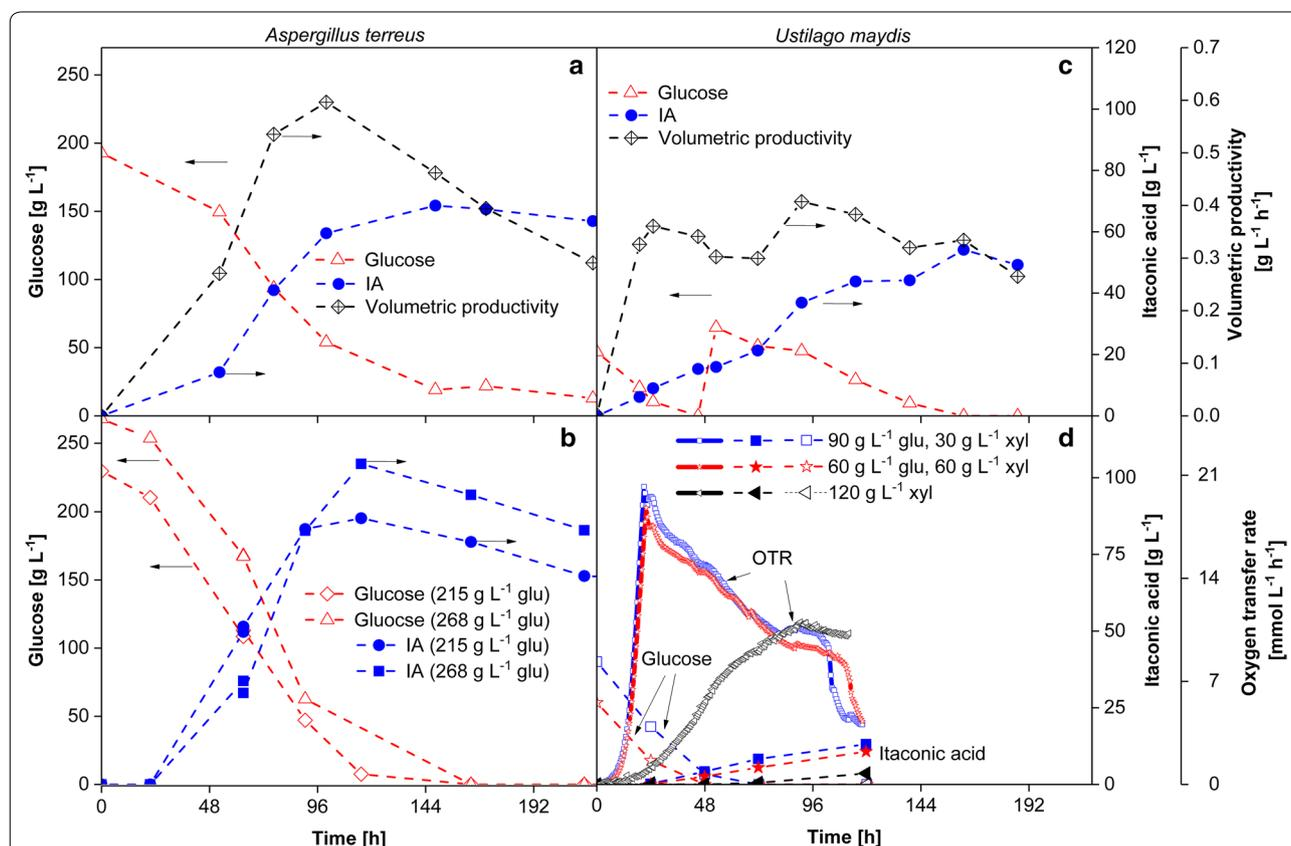 Aspergillus terreus
Ustilago maydis
a
Glucose [g L-1]
250
200
150
100
50
0
Glucose
IA
Volumetric productivity
c
Glucose
IA
Volumetric productivity
120
100
80
60
40
20
0
Itaconic acid [g L-1]
0.7
0.6
0.5
0.4
0.3
0.2
0.1
0.0
Volumetric productivity
[g L-1 h-1]
b
Glucose [g L-1]
250
200
150
100
50
0
Glucose (215 g L-1 glu)
Gluocse (268 g L-1 glu)
IA (215 g L-1 glu)
IA (268 g L-1 glu)
0 48 96 144 192
Time [h]
d
90 g L-1 glu, 30 g L-1 xyl
60 g L-1 glu, 60 g L-1 xyl
120 g L-1 xyl
OTR
Glucose
Itaconic acid
100
75
50
25
0
Itaconic acid [g L-1]
21
14
7
0
Oxygen transfer rate
[mmol L-1 h-1]
0 48 96 144 192
Time [h]